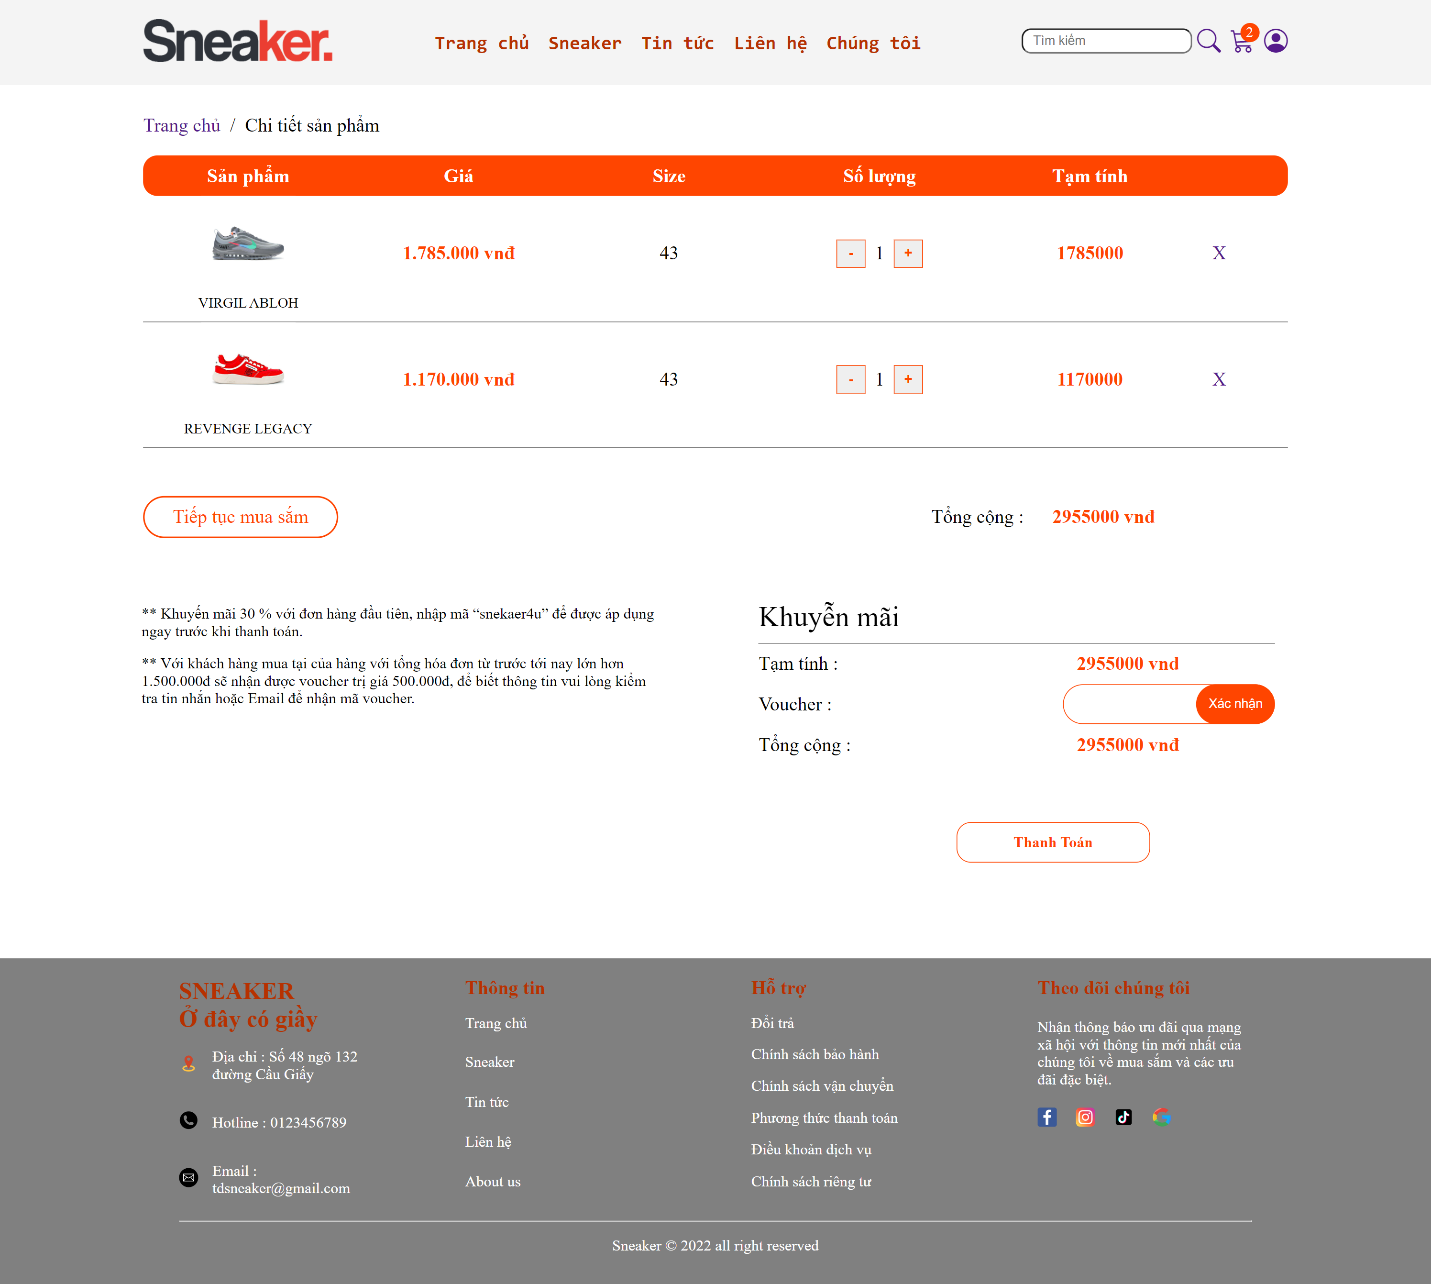 Sneaker.
Trang chủ Sneaker Tin tức Liên hệ Chúng tôi
Tìm kiếm
2
Trang chủ / Chi tiết sản phẩm
Sản phẩm Giá Size Số lượng Tạm tính
1.785.000 vnđ 43 - 1 + 1785000 X
VIRGIL ABLOH
1.170.000 vnđ 43 - 1 + 1170000 X
REVENGE LEGACY
Tiếp tục mua sắm
Tổng cộng : 2955000 vnđ
** Khuyến mãi 30 % với đơn hàng đầu tiên, nhập mã “snekaer4u” để được áp dụng
ngay trước khi thanh toán.
** Với khách hàng mua tại của hàng với tổng hóa đơn từ trước tới nay lớn hơn
1.500.000đ sẽ nhận được voucher trị giá 500.000đ, để biết thông tin vui lòng kiểm
tra tin nhắn hoặc Email để nhận mã voucher.
Khuyễn mãi
Tạm tính : 2955000 vnđ
Voucher : Xác nhận
Tổng cộng : 2955000 vnđ
Thanh Toán
SNEAKER
Ở đây có giầy
Địa chỉ : Số 48 ngõ 132
đường Cầu Giấy
Hotline : 0123456789
Email :
tdsneaker@gmail.com
Thông tin
Trang chủ
Sneaker
Tin tức
Liên hệ
About us
Hỗ trợ
Đổi trả
Chính sách bảo hành
Chính sách vận chuyển
Phương thức thanh toán
Điều khoản dịch vụ
Chính sách riêng tư
Theo dõi chúng tôi
Nhận thông báo ưu đãi qua mạng
xã hội với thông tin mới nhất của
chúng tôi về mua sắm và các ưu
đãi đặc biệt.
Sneaker © 2022 all right reserved